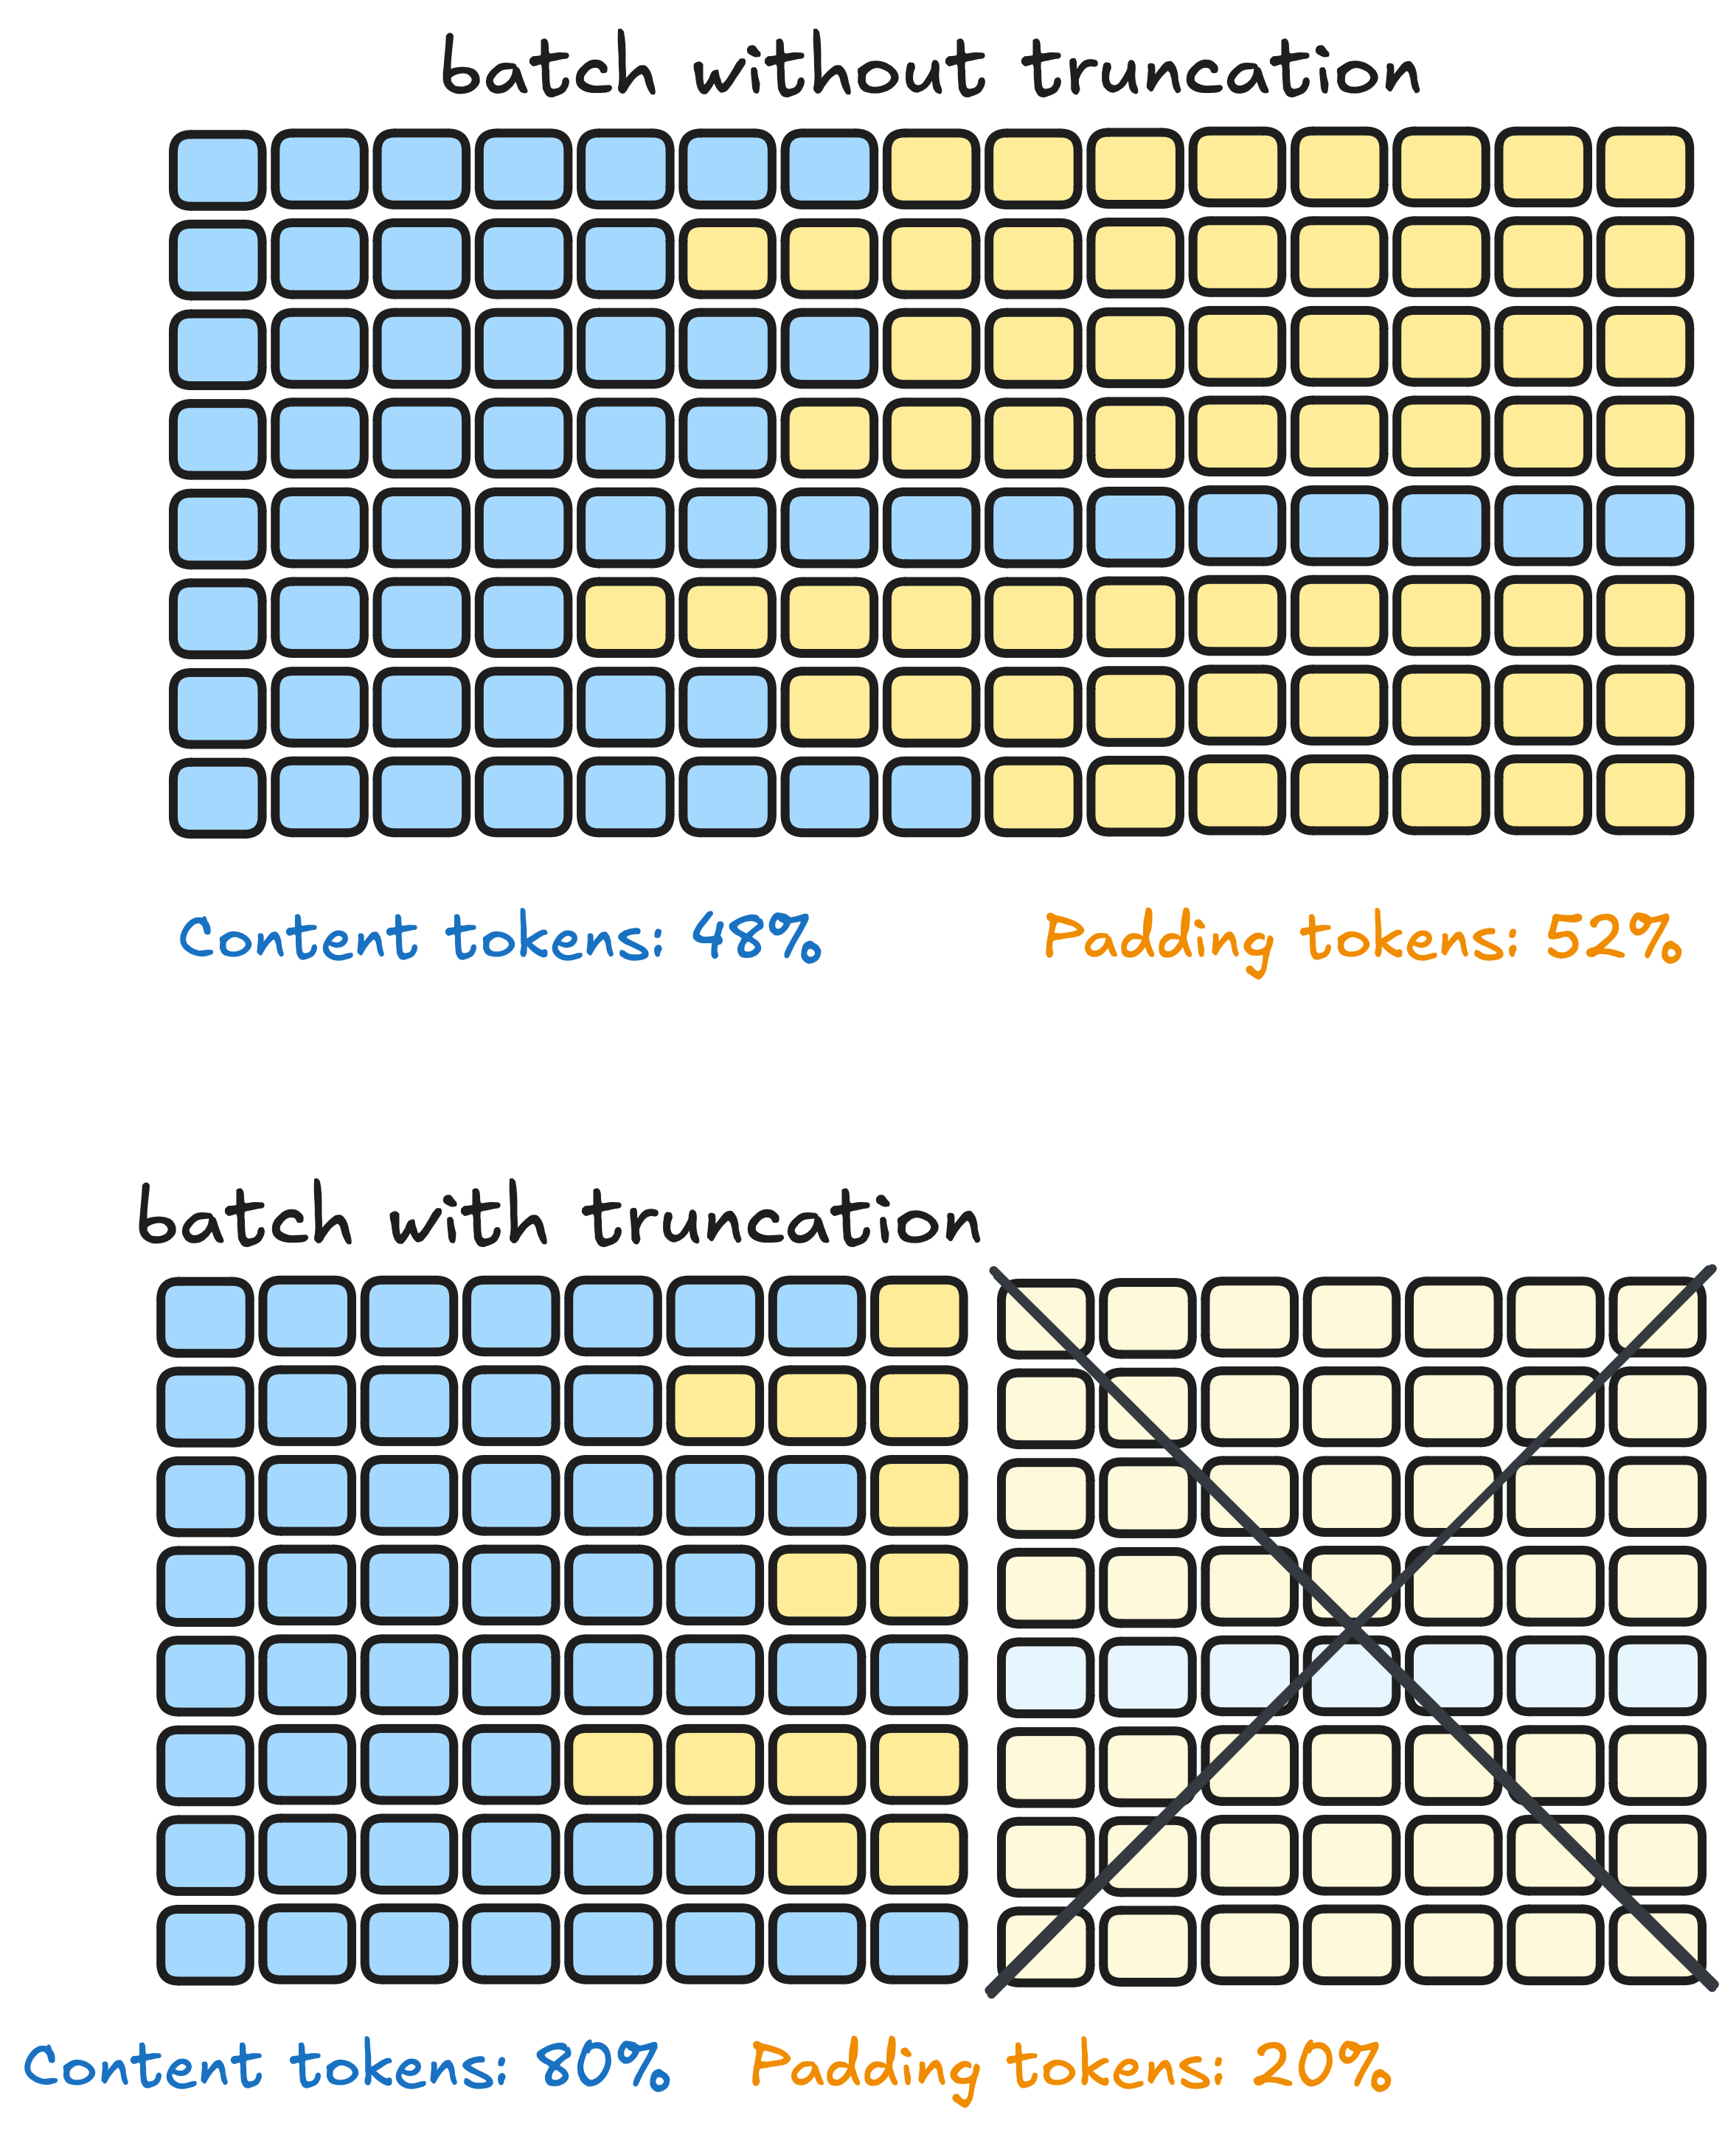 batch without truncation
Content tokens: 48% Padding tokens: 52%
batch with truncation
Content tokens: 80% Padding tokens: 20%